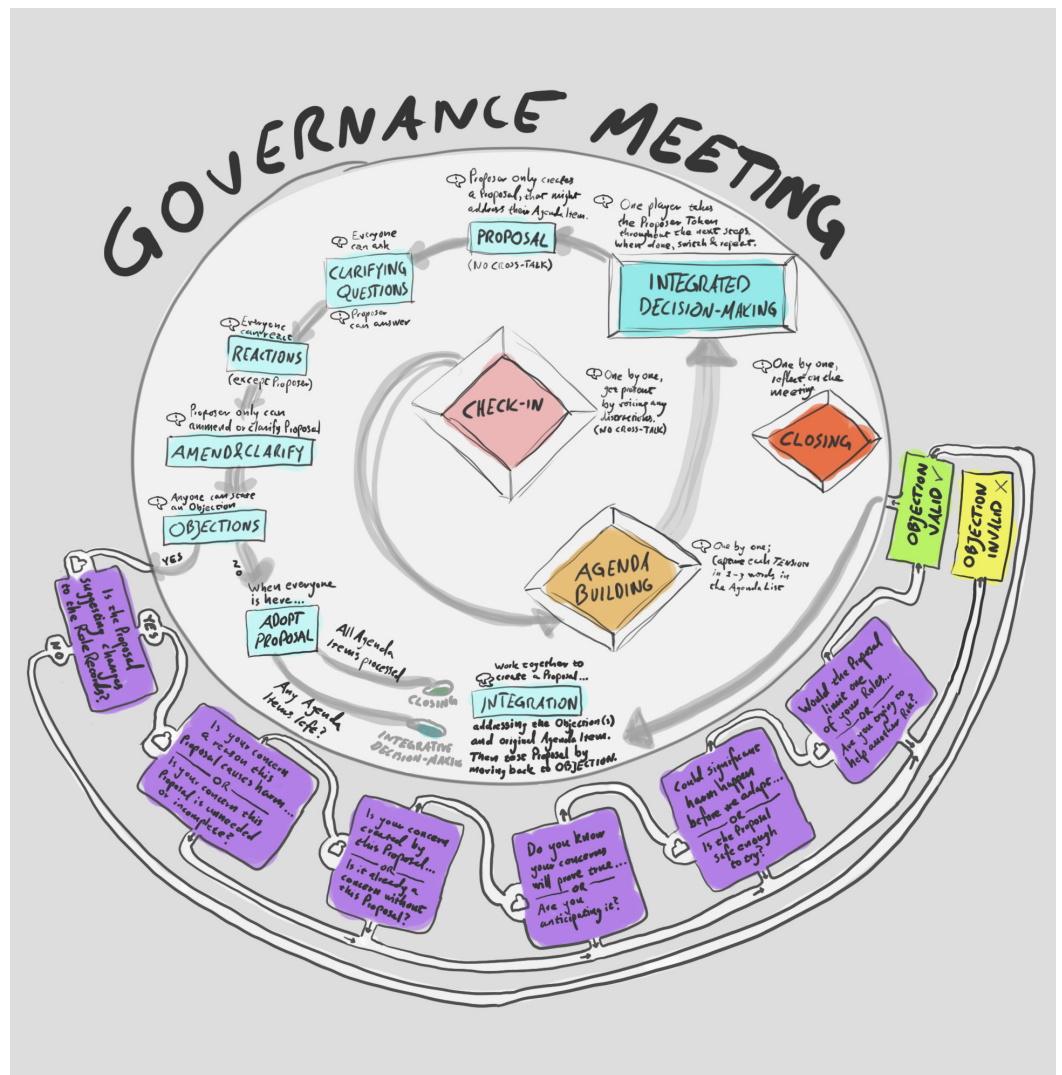 GOVERNANCE MEETING
CHECK-IN
One by one,
get present
by voicing any
distractions.
(NO CROSS-TALK)
AGENDA
BUILDING
One by one;
Capture each TENSION
in 1-3 words in
the Agenda List
INTEGRATED
DECISION-MAKING
One player takes
the Proposer Token
throughout the next steps.
When done, switch & repeat.
PROPOSAL
Proposer only creates
a Proposal, that might
address their Agenda Item.
(NO CROSS-TALK)
CLARIFYING
QUESTIONS
Everyone
can ask
Proposer
can answer
REACTIONS
Everyone
can react
(except Proposer)
AMEND&CLARIFY
Proposer only can
ammend or clarify Proposal
OBJECTIONS
Anyone can state
an Objection
YES
NO
When everyone
is here...
ADOPT
PROPOSAL
All Agenda
Items processed
CLOSING
Any Agenda
Items left?
INTEGRATIVE
DECISION-MAKING
Work together to
create a Proposal...
INTEGRATION
addressing the Objection(s)
and original Agenda Item.
Then test Proposal by
moving back to OBJECTION.
One by one,
reflect on the
meeting.
CLOSING
Is the Proposal
suggesting changes
to the Role Records?
YES
NO
Is your concern
a reason this
Proposal causes harm...
OR
Is your concern this
Proposal is unneeded
or incomplete?
Is your concern
created by
this Proposal...
OR
Is it already a
concern without
this Proposal?
Do you know
your concerns
will prove true...
OR
Are you
anticipating it?
Could significant
harm happen
before we adapt...
OR
Is the Proposal
safe enough
to try?
Would the Proposal
limit one
of your Roles...
OR
Are you trying to
help another Role?
OBJECTION
VALID ✓
OBJECTION
INVALID ✗